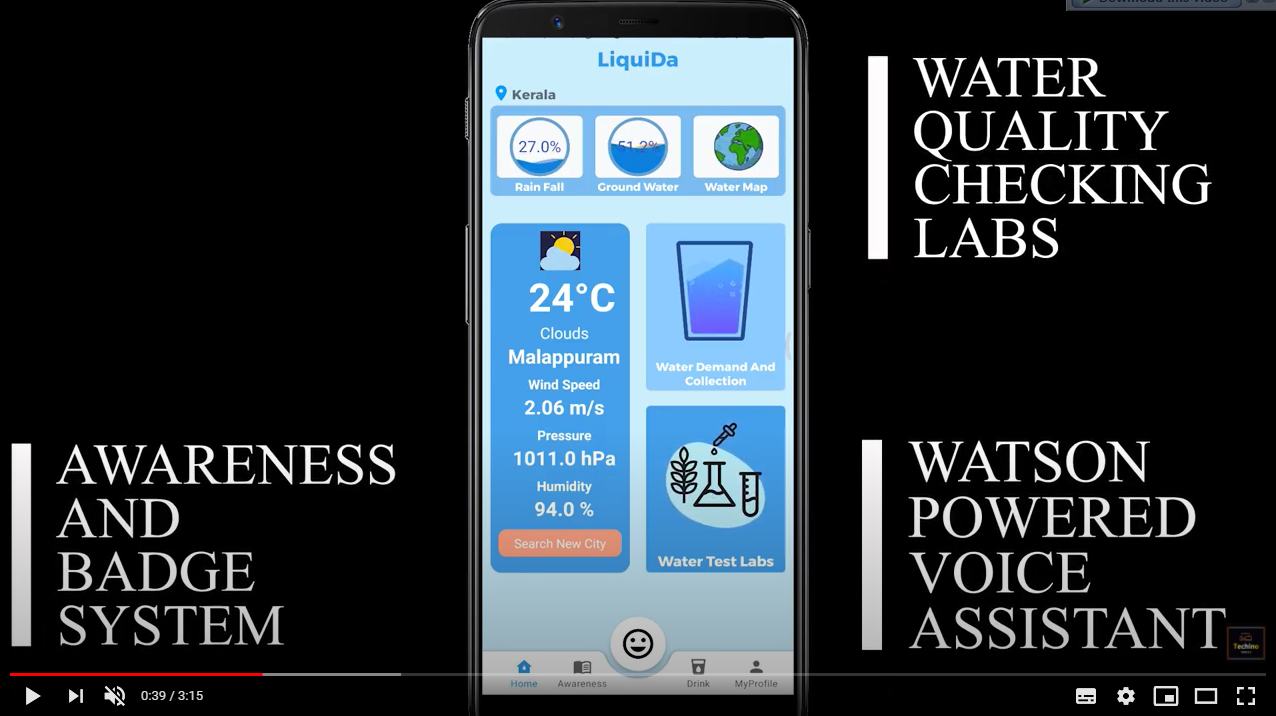 Download this video
LiquiDa
Kerala
27.0%
51.2%
Rain Fall
Ground Water
Water Map
24°C
Clouds
Malappuram
Wind Speed
2.06 m/s
Pressure
1011.0 hPa
Humidity
94.0 %
Search New City
Water Demand And
Collection
Water Test Labs
Home
Awareness
Drink
MyProfile
WATER
QUALITY
CHECKING
LABS
AWARENESS
AND
BADGE
SYSTEM
WATSON
POWERED
VOICE
ASSISTANT
Techino
0:39 / 3:15